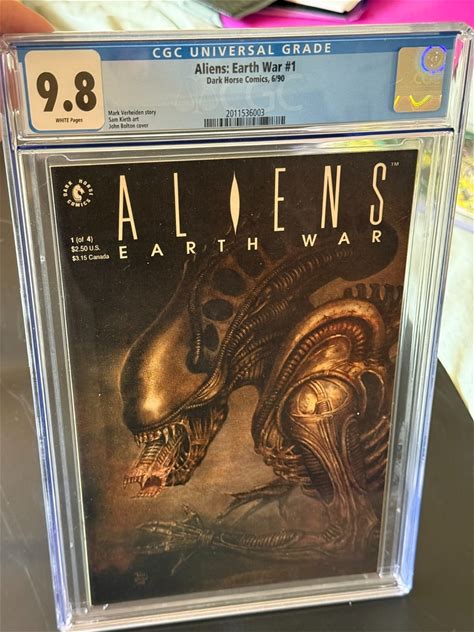 CGC UNIVERSAL GRADE
9.8
WHITE Pages
Aliens: Earth War #1
Dark Horse Comics, 6/90
Mark Verheiden story
Sam Kieth art
John Bolton cover
2011536003
DARK HORSE COMICS
ALIENS™
EARTH WAR
1 (of 4)
$2.50 U.S.
$3.15 Canada